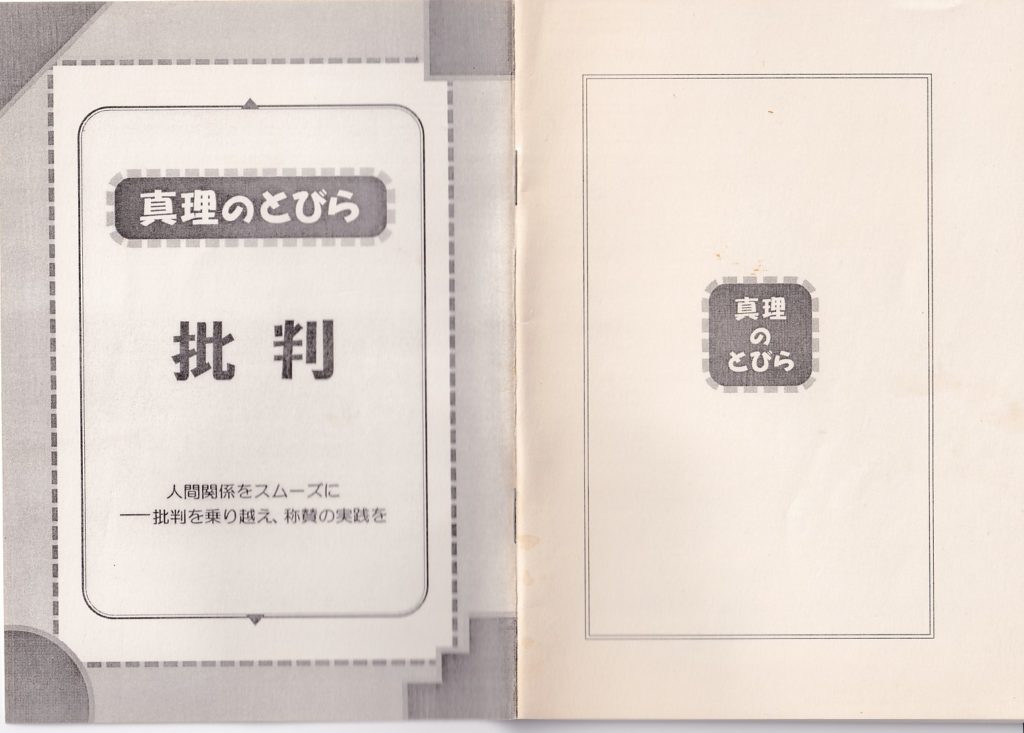 真理のとびら
批判
人間関係をスムーズに
──批判を乗り越え、称賛の実践を
真理
の
とびら